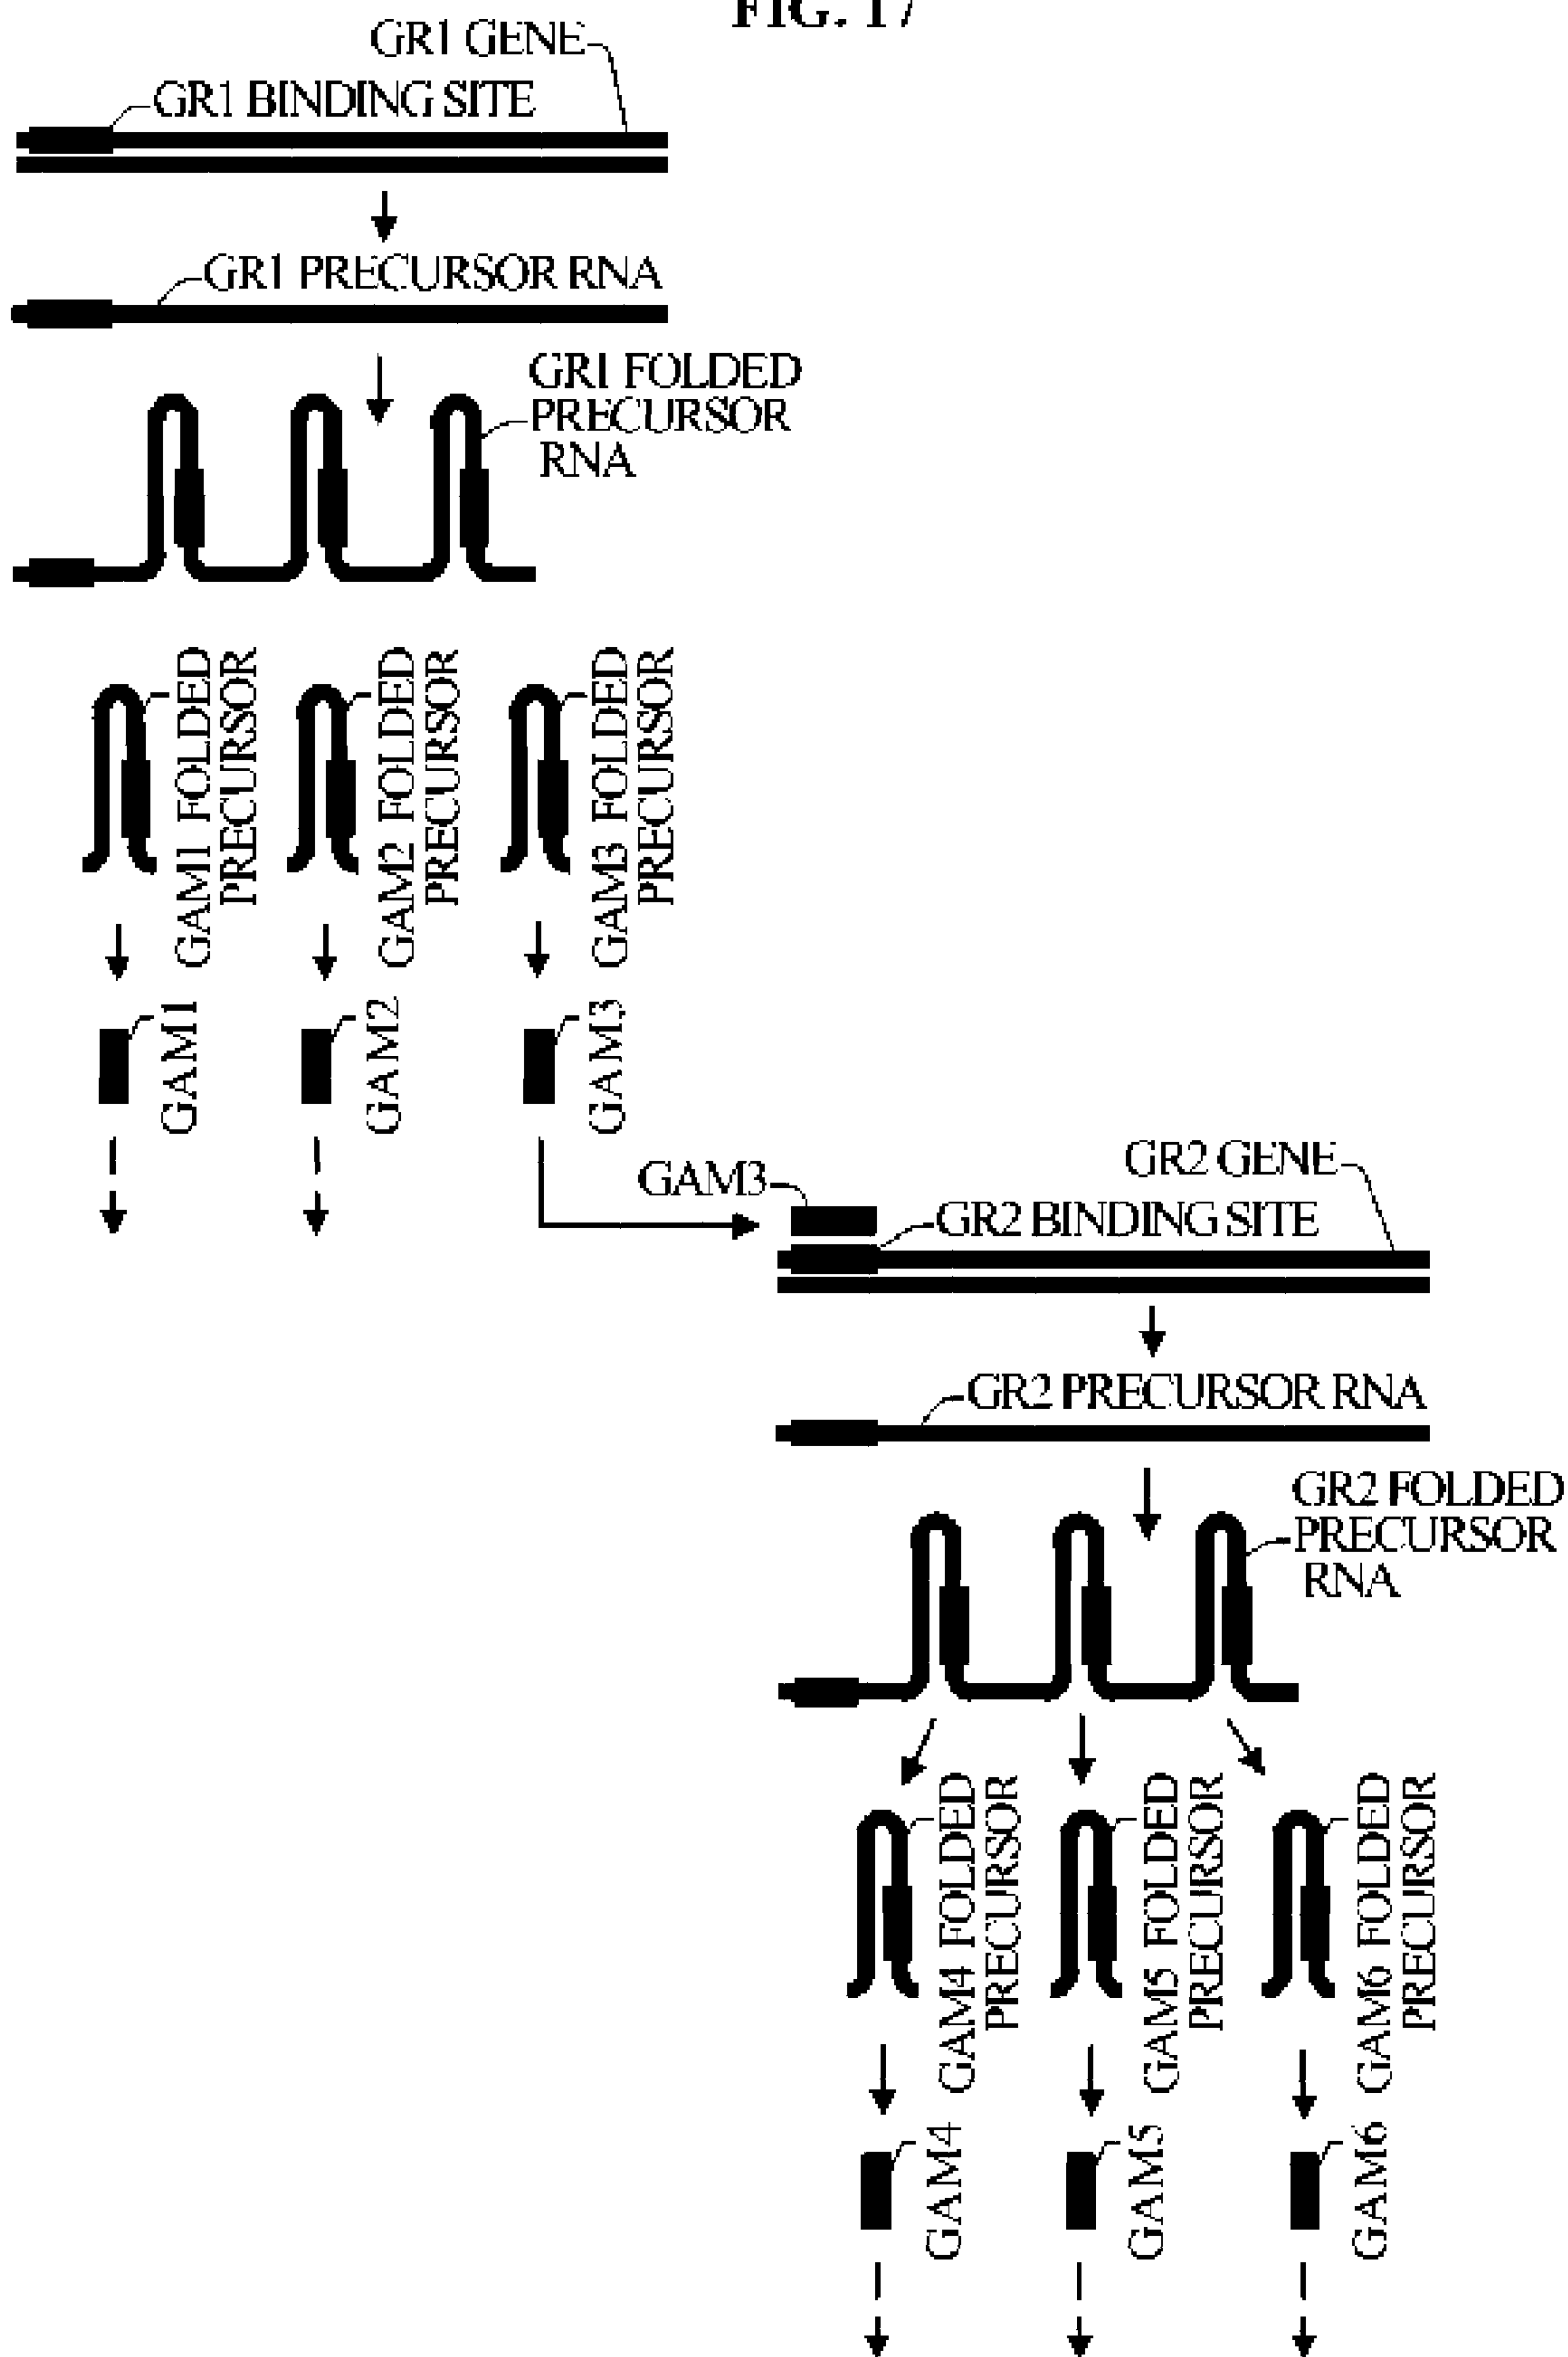 FIG. 17
GR1 GENE
GR1 BINDING SITE
GR1 PRECURSOR RNA
GR1 FOLDED
PRECURSOR
RNA
GAM1 FOLDED
PRECURSOR
GAM2 FOLDED
PRECURSOR
GAM3 FOLDED
PRECURSOR
GAM1
GAM2
GAM3
GAM3
GR2 GENE
GR2 BINDING SITE
GR2 PRECURSOR RNA
GR2 FOLDED
PRECURSOR
RNA
GAM4 FOLDED
PRECURSOR
GAM5 FOLDED
PRECURSOR
GAM6 FOLDED
PRECURSOR
GAM4
GAM5
GAM6